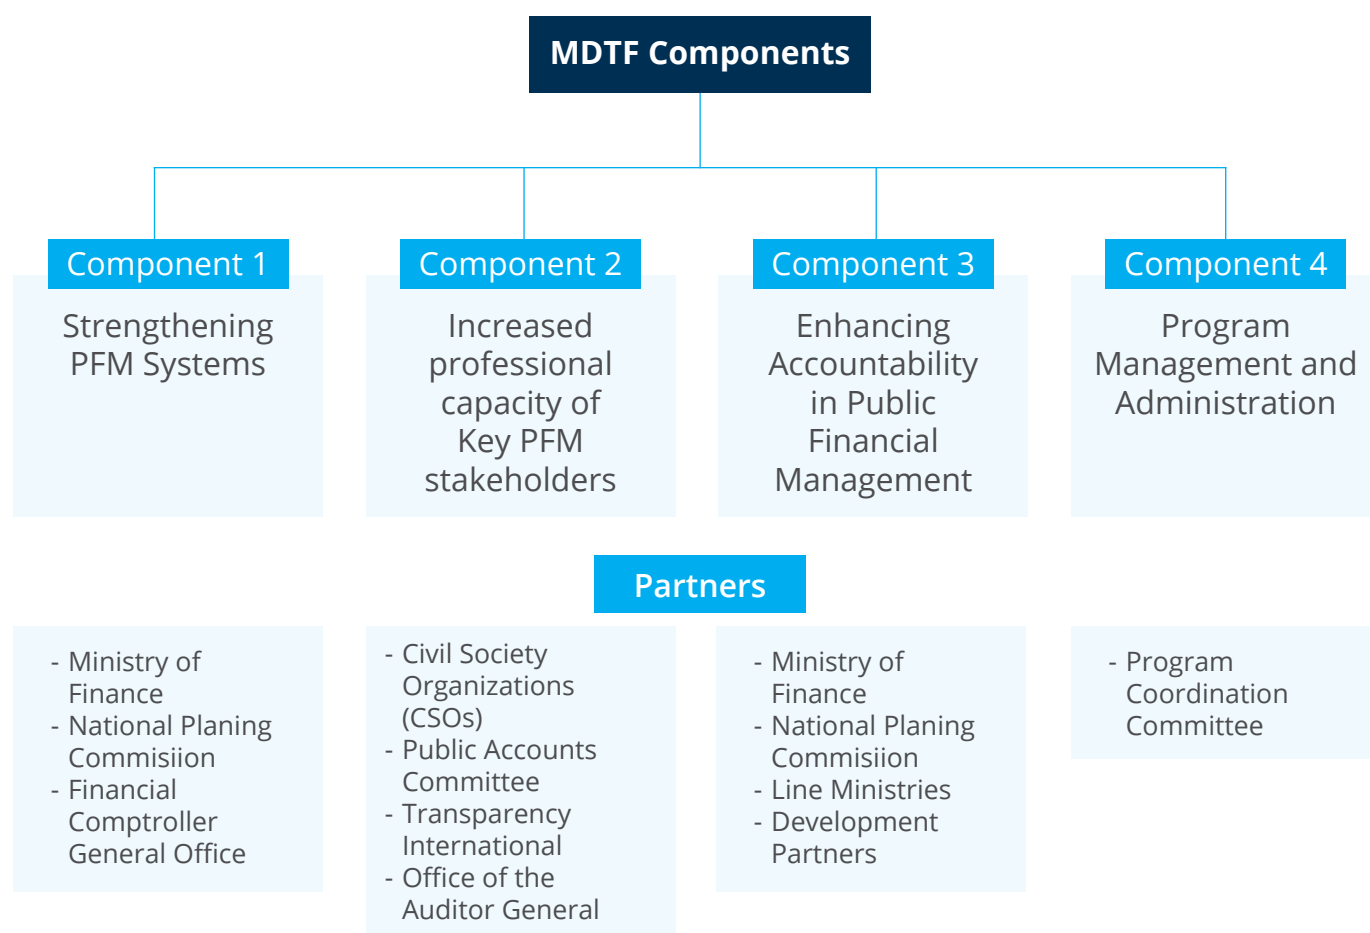 MDTF Components
Component 1
Strengthening
PFM Systems
Component 2
Increased
professional
capacity of
Key PFM
stakeholders
Component 3
Enhancing
Accountability
in Public
Financial
Management
Component 4
Program
Management and
Administration
Partners
- Ministry of
Finance
- National Planing
Commisiion
- Financial
Comptroller
General Office
- Civil Society
Organizations
(CSOs)
- Public Accounts
Committee
- Transparency
International
- Office of the
Auditor General
- Ministry of
Finance
- National Planing
Commisiion
- Line Ministries
- Development
Partners
- Program
Coordination
Committee